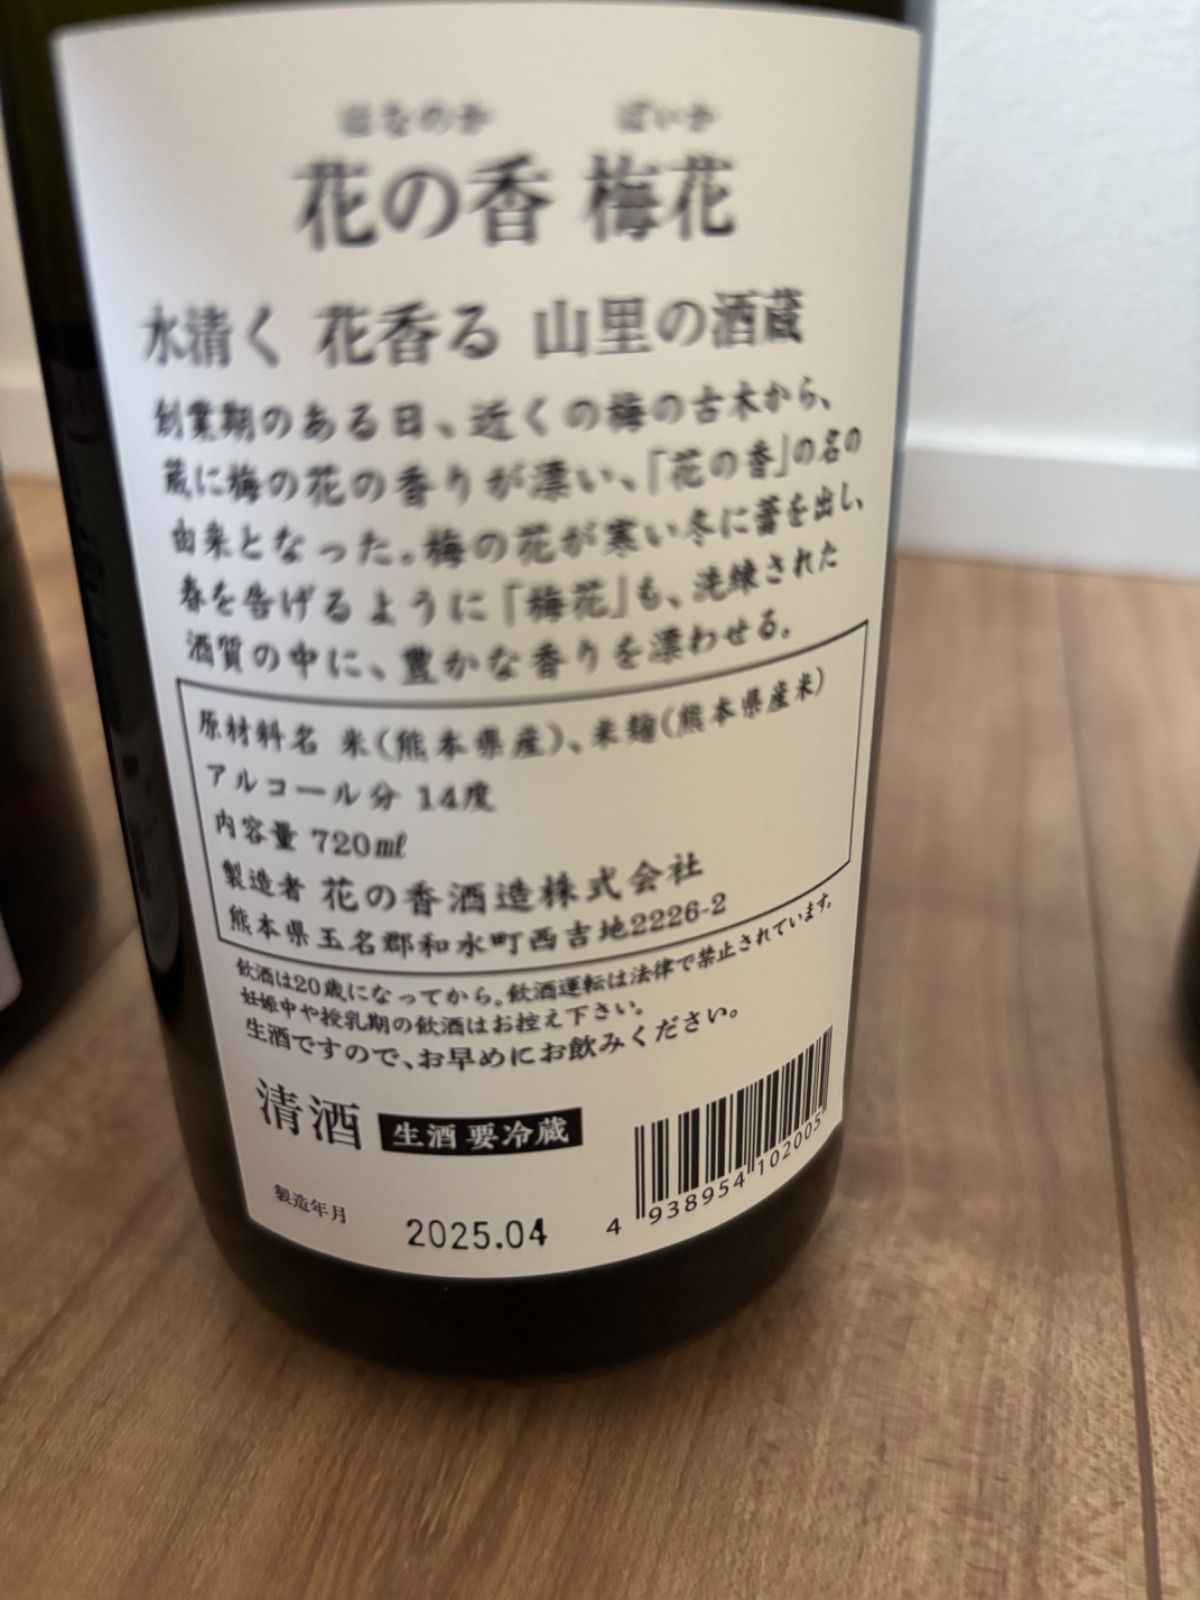 はなのか ばいか
花の香 梅花
水清く 花香る 山里の酒蔵
創業期のある日、近くの梅の古木から、
蔵に梅の花の香りが漂い、「花の香」の名の
由来となった。梅の花が寒い冬に蕾を出し、
春を告げるように「梅花」も、洗練された
酒質の中に、豊かな香りを漂わせる。
原材料名 米(熊本県産)、米麹(熊本県産米)
アルコール分 14度
内容量 720㎖
製造者 花の香酒造株式会社
熊本県玉名郡和水町西吉地2226-2
飲酒は20歳になってから。飲酒運転は法律で禁止されています。
妊娠中や授乳期の飲酒はお控え下さい。
生酒ですので、お早めにお飲みください。
清酒 生酒 要冷蔵
製造年月 2025.04
4 938954 102005